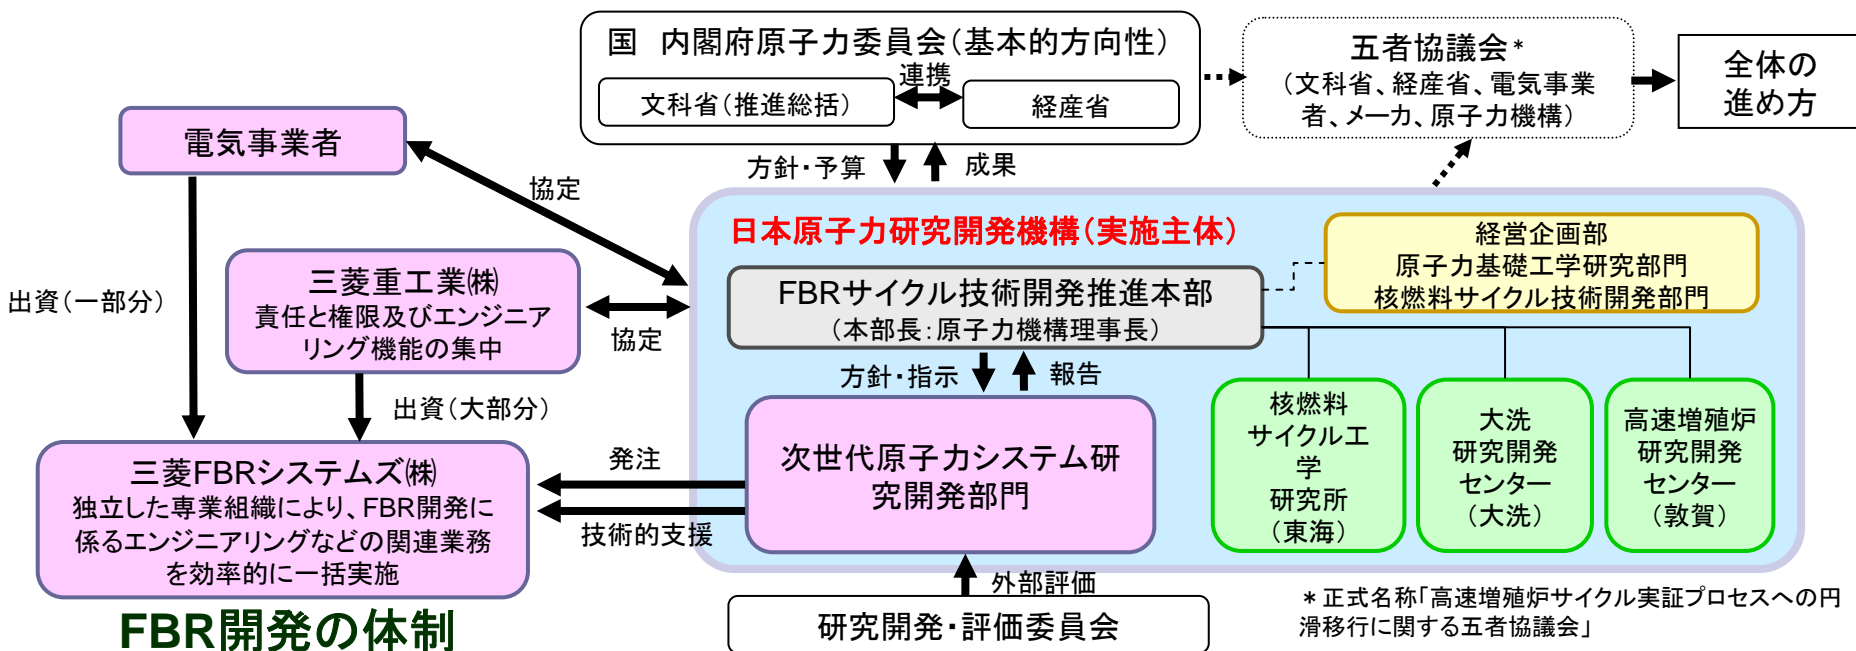 国 内閣府原子力委員会(基本的方向性)
連携
文科省(推進総括)
経産省
五者協議会*
(文科省、経産省、電気事業
者、メーカ、原子力機構)
全体の
進め方
電気事業者
方針・予算
成果
協定
日本原子力研究開発機構(実施主体)
経営企画部
原子力基礎工学研究部門
核燃料サイクル技術開発部門
三菱重工業㈱
責任と権限及びエンジニア
リング機能の集中
出資(一部分)
協定
FBRサイクル技術開発推進本部
(本部長:原子力機構理事長)
方針・指示
報告
出資(大部分)
核燃料
サイクル工
学
研究所
(東海)
大洗
研究開発
センター
(大洗)
高速増殖炉
研究開発
センター
(敦賀)
三菱FBRシステムズ㈱
独立した専業組織により、FBR開発に
係るエンジニアリングなどの関連業務
を効率的に一括実施
発注
技術的支援
次世代原子力システム研
究開発部門
外部評価
研究開発・評価委員会
*正式名称「高速増殖炉サイクル実証プロセスへの円
滑移行に関する五者協議会」
FBR開発の体制